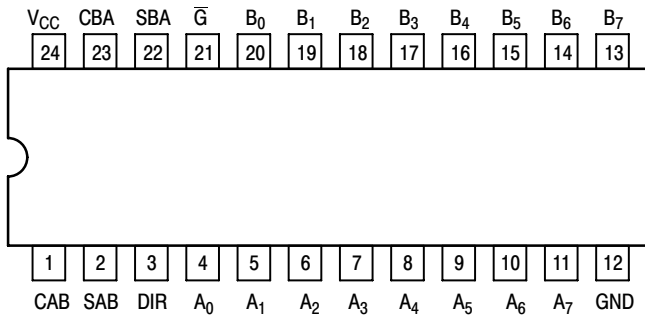 V_CC CBA SBA G̅ B₀ B₁ B₂ B₃ B₄ B₅ B₆ B₇
24 23 22 21 20 19 18 17 16 15 14 13
1 2 3 4 5 6 7 8 9 10 11 12
CAB SAB DIR A₀ A₁ A₂ A₃ A₄ A₅ A₆ A₇ GND